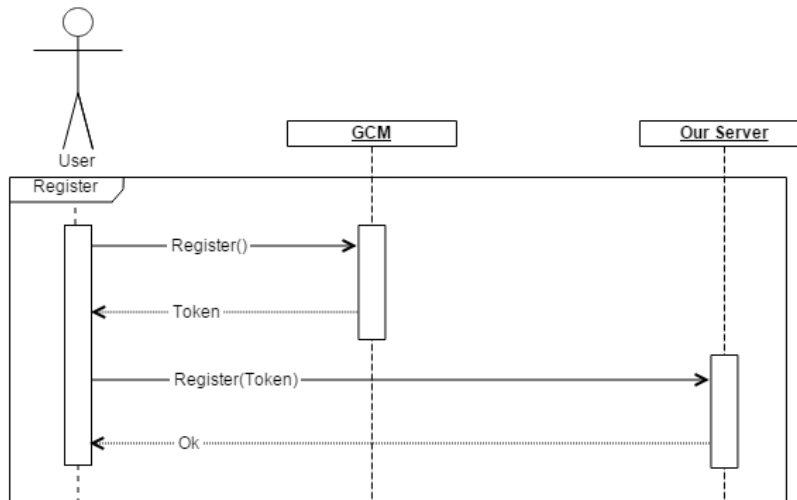 GCM
Our Server
User
Register
Register()
Token
Register(Token)
Ok